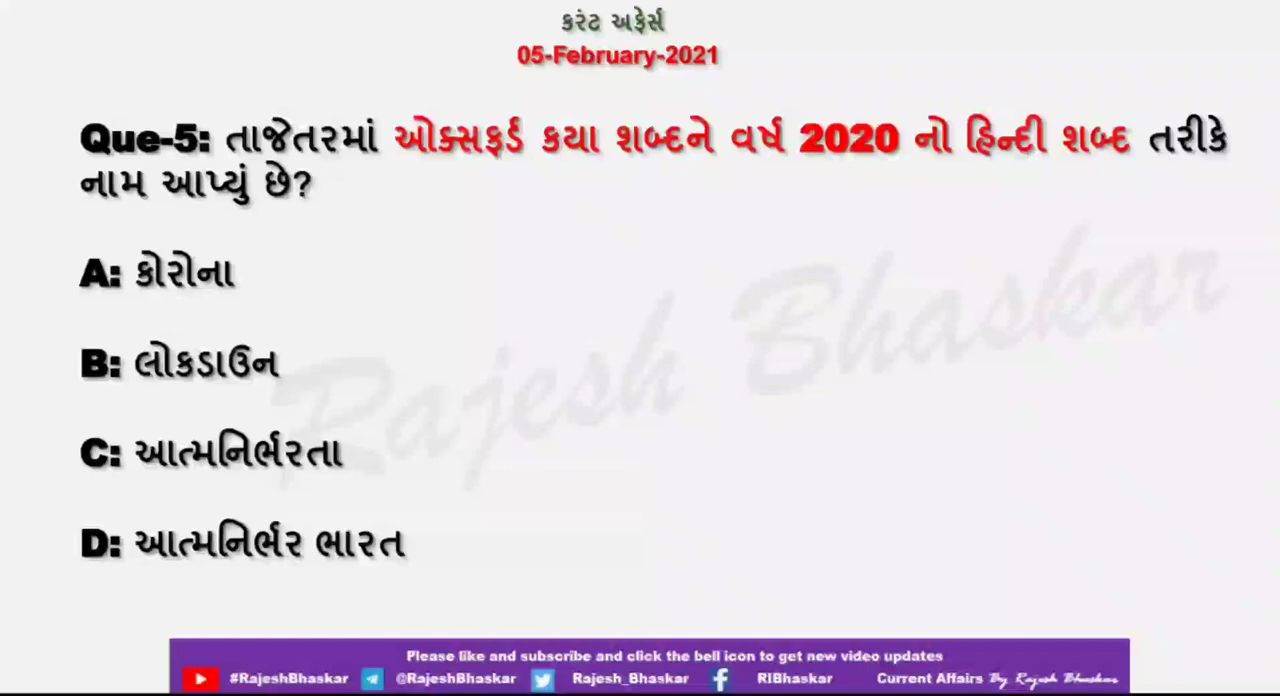 કરંટ અફેર્સ
05-February-2021
Que-5: તાજેતરમાં ઓક્સફર્ડ કયા શબ્દને વર્ષ 2020 નો હિન્દી શબ્દ તરીકે
નામ આપ્યું છે?
A: કોરોના
B: લોકડાઉન
C: આત્મનિર્ભરતા
D: આત્મનિર્ભર ભારત
Rajesh Bhaskar
Please like and subscribe and click the bell icon to get new video updates
#RajeshBhaskar @RajeshBhaskar Rajesh_Bhaskar RIBhaskar Current Affairs By Rajesh Bhaskar